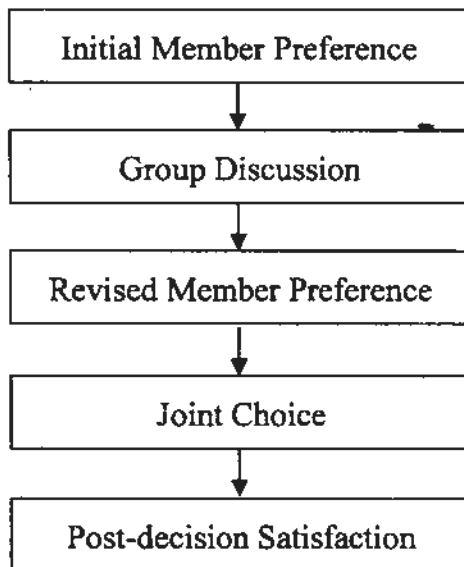 Initial Member Preference
Group Discussion
Revised Member Preference
Joint Choice
Post-decision Satisfaction